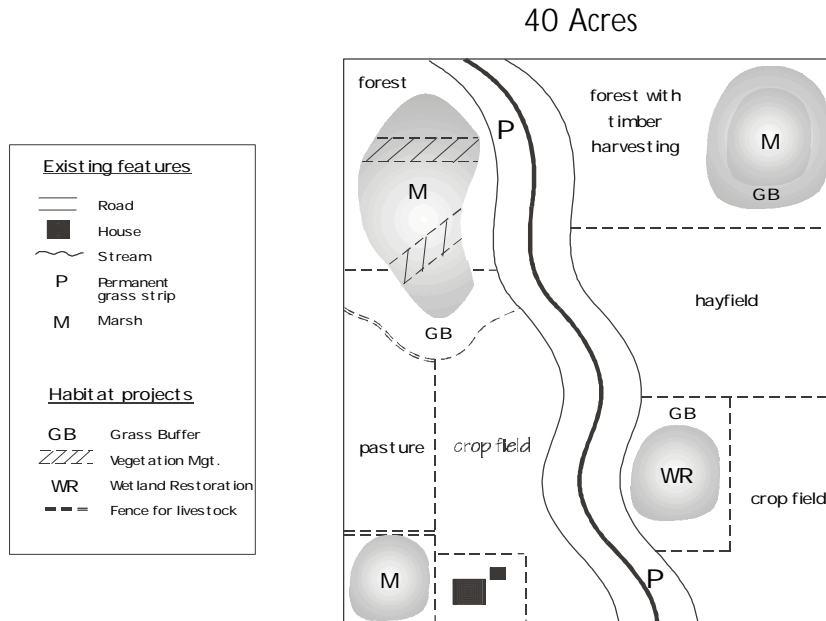 40 Acres
Existing features
Road
House
Stream
P Permanent
grass strip
M Marsh
Habitat projects
GB Grass Buffer
Vegetation Mgt.
WR Wetland Restoration
Fence for livestock
forest
P
forest with
timber
harvesting
M
GB
M
hayfield
GB
GB
pasture
crop field
WR
crop field
M
P